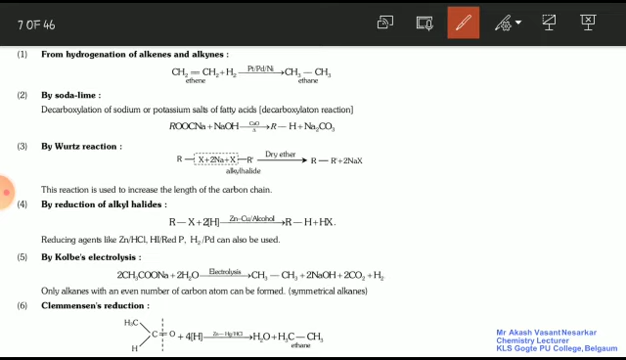 7 OF 46
(1) From hydrogenation of alkenes and alkynes :
CH₂ = CH₂ + H₂ —Pt/Pd/Ni→ CH₃ — CH₃
ethene ethane
(2) By soda-lime :
Decarboxylation of sodium or potassium salts of fatty acids [decarboxylaton reaction]
ROOCNa + NaOH —CaO/Δ→ R — H + Na₂CO₃
(3) By Wurtz reaction :
R — X + 2Na + X — R' —Dry ether→ R — R' + 2NaX
alkylhalide
This reaction is used to increase the length of the carbon chain.
(4) By reduction of alkyl halides :
R — X + 2[H] —Zn-Cu/Alcohol→ R — H + HX.
Reducing agents like Zn/HCl, HI/Red P, H₂/Pd can also be used.
(5) By Kolbe's electrolysis :
2CH₃COONa + 2H₂O —Electrolysis→ CH₃ — CH₃ + 2NaOH + 2CO₂ + H₂
Only alkanes with an even number of carbon atom can be formed. (symmetrical alkanes)
(6) Clemmensen's reduction :
H₃C
C = O + 4[H] —Zn-Hg/HCl→ H₂O + H₃C — CH₃
H ethane
Mr Akash VasantNesarkar
Chemistry Lecturer
KLS Gogte PU College, Belgaum